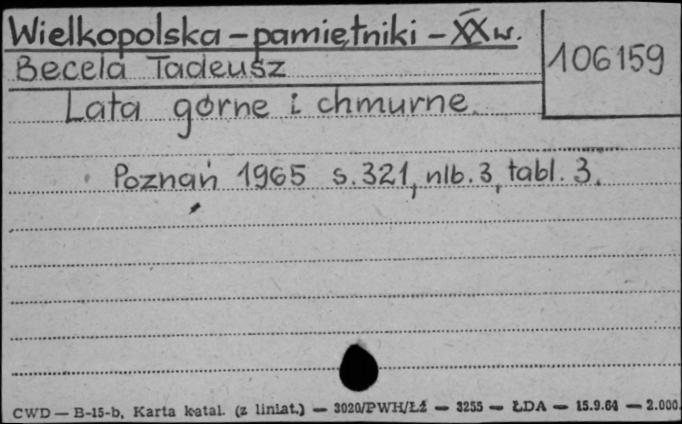 Wielkopolska – pamiętniki – XX w.
106159
Becela Tadeusz
Lata górne i chmurne.
Poznań 1965 s. 321, nlb. 3, tabl. 3.
CWD — B-15-b, Karta katal. (z liniat.) — 3020/PWH/Łź — 3255 — ŁDA — 15.9.64 — 2.000.